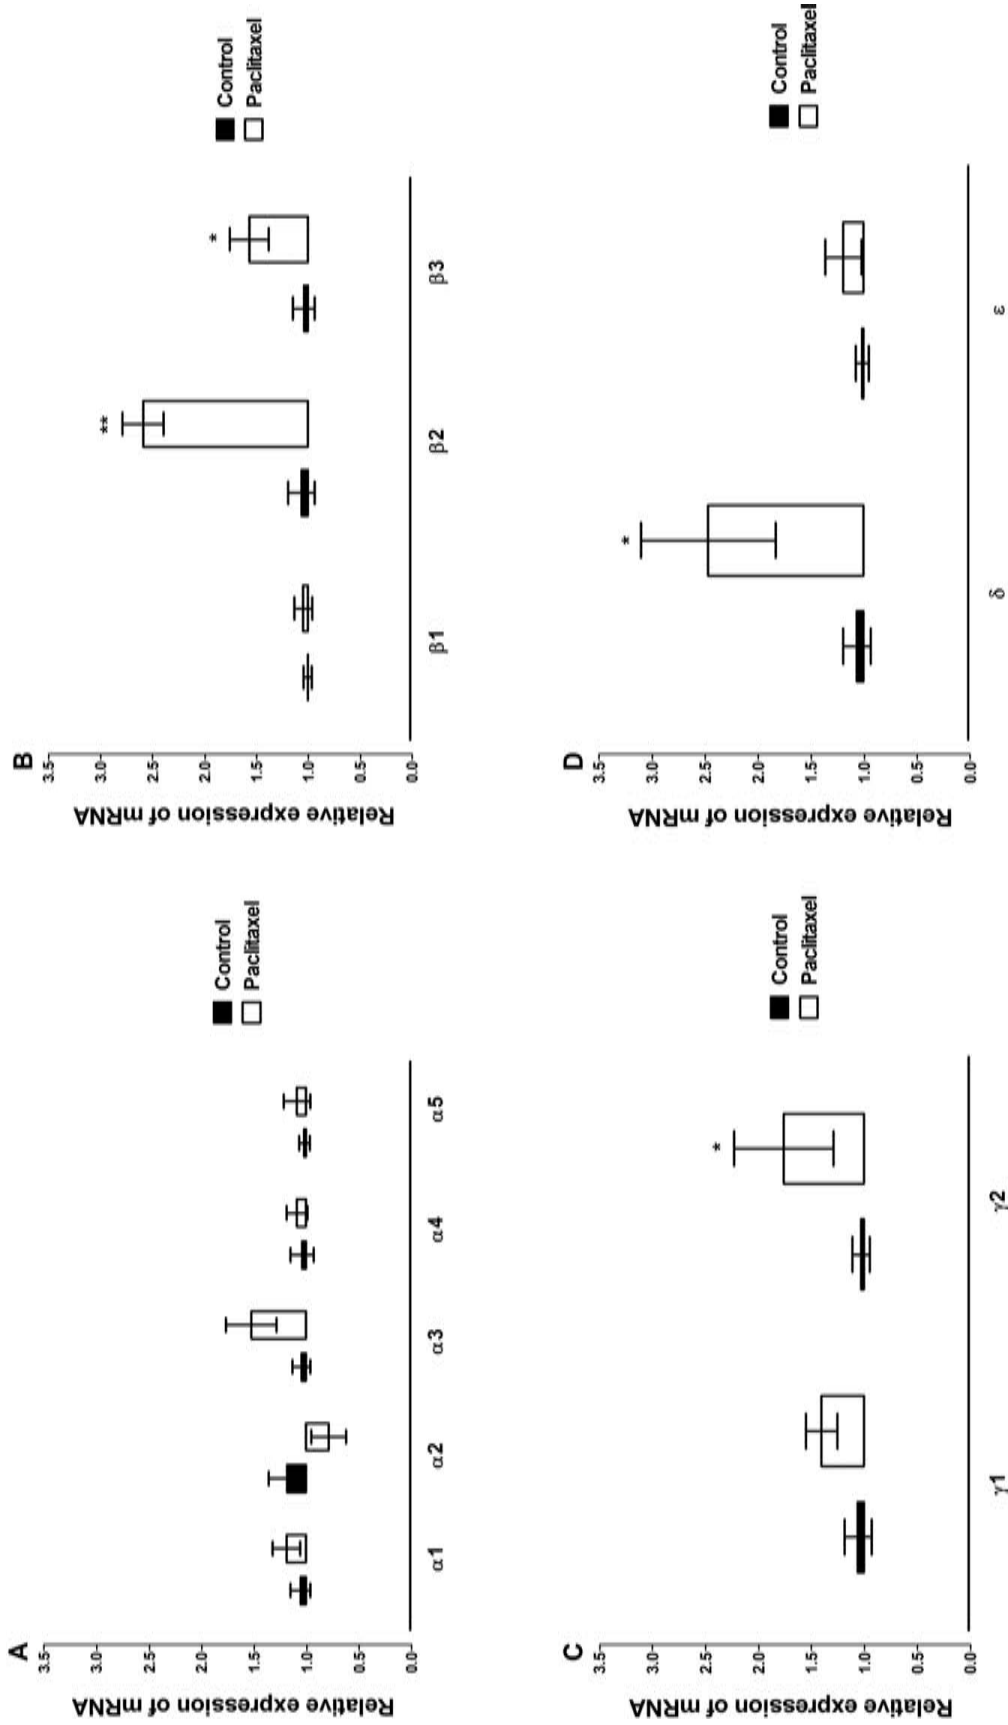 A
Relative expression of mRNA
3.5
3.0
2.5
2.0
1.5
1.0
0.5
0.0
α1 α2 α3 α4 α5
Control
Paclitaxel
B
Relative expression of mRNA
3.5
3.0
2.5
2.0
1.5
1.0
0.5
0.0
**
*
β1 β2 β3
Control
Paclitaxel
C
Relative expression of mRNA
3.5
3.0
2.5
2.0
1.5
1.0
0.5
0.0
*
γ1 γ2
Control
Paclitaxel
D
Relative expression of mRNA
3.5
3.0
2.5
2.0
1.5
1.0
0.5
0.0
*
δ ε
Control
Paclitaxel